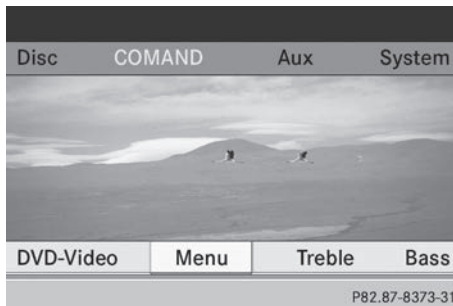 Disc COMAND Aux System
DVD-Video Menu Treble Bass
P82.87-8373-31